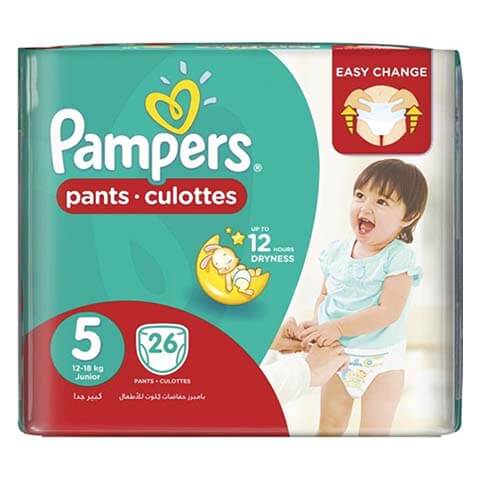 EASY CHANGE
Pampers®
pants · culottes
UP TO
12 HOURS
DRYNESS
5
12-18 kg
Junior
كبير جدا
26
PANTS • CULOTTES
بامبرز حفاضات كلوت للأطفال